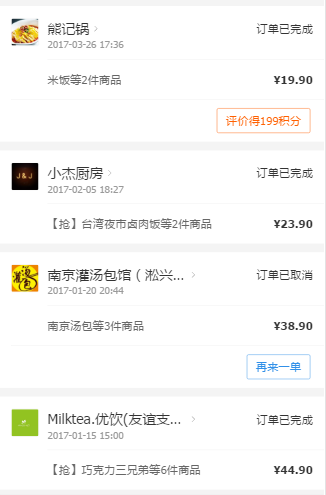 熊记锅
订单已完成
2017-03-26 17:36
米饭等2件商品
¥19.90
评价得199积分
J & J
小杰厨房
订单已完成
2017-02-05 18:27
【抢】台湾夜市卤肉饭等2件商品
¥23.90
南京灌汤包馆（淞兴...
订单已取消
2017-01-20 20:44
南京汤包等3件商品
¥38.90
再来一单
Milktea.优饮(友谊支...
订单已完成
2017-01-15 15:00
【抢】巧克力三兄弟等6件商品
¥44.90